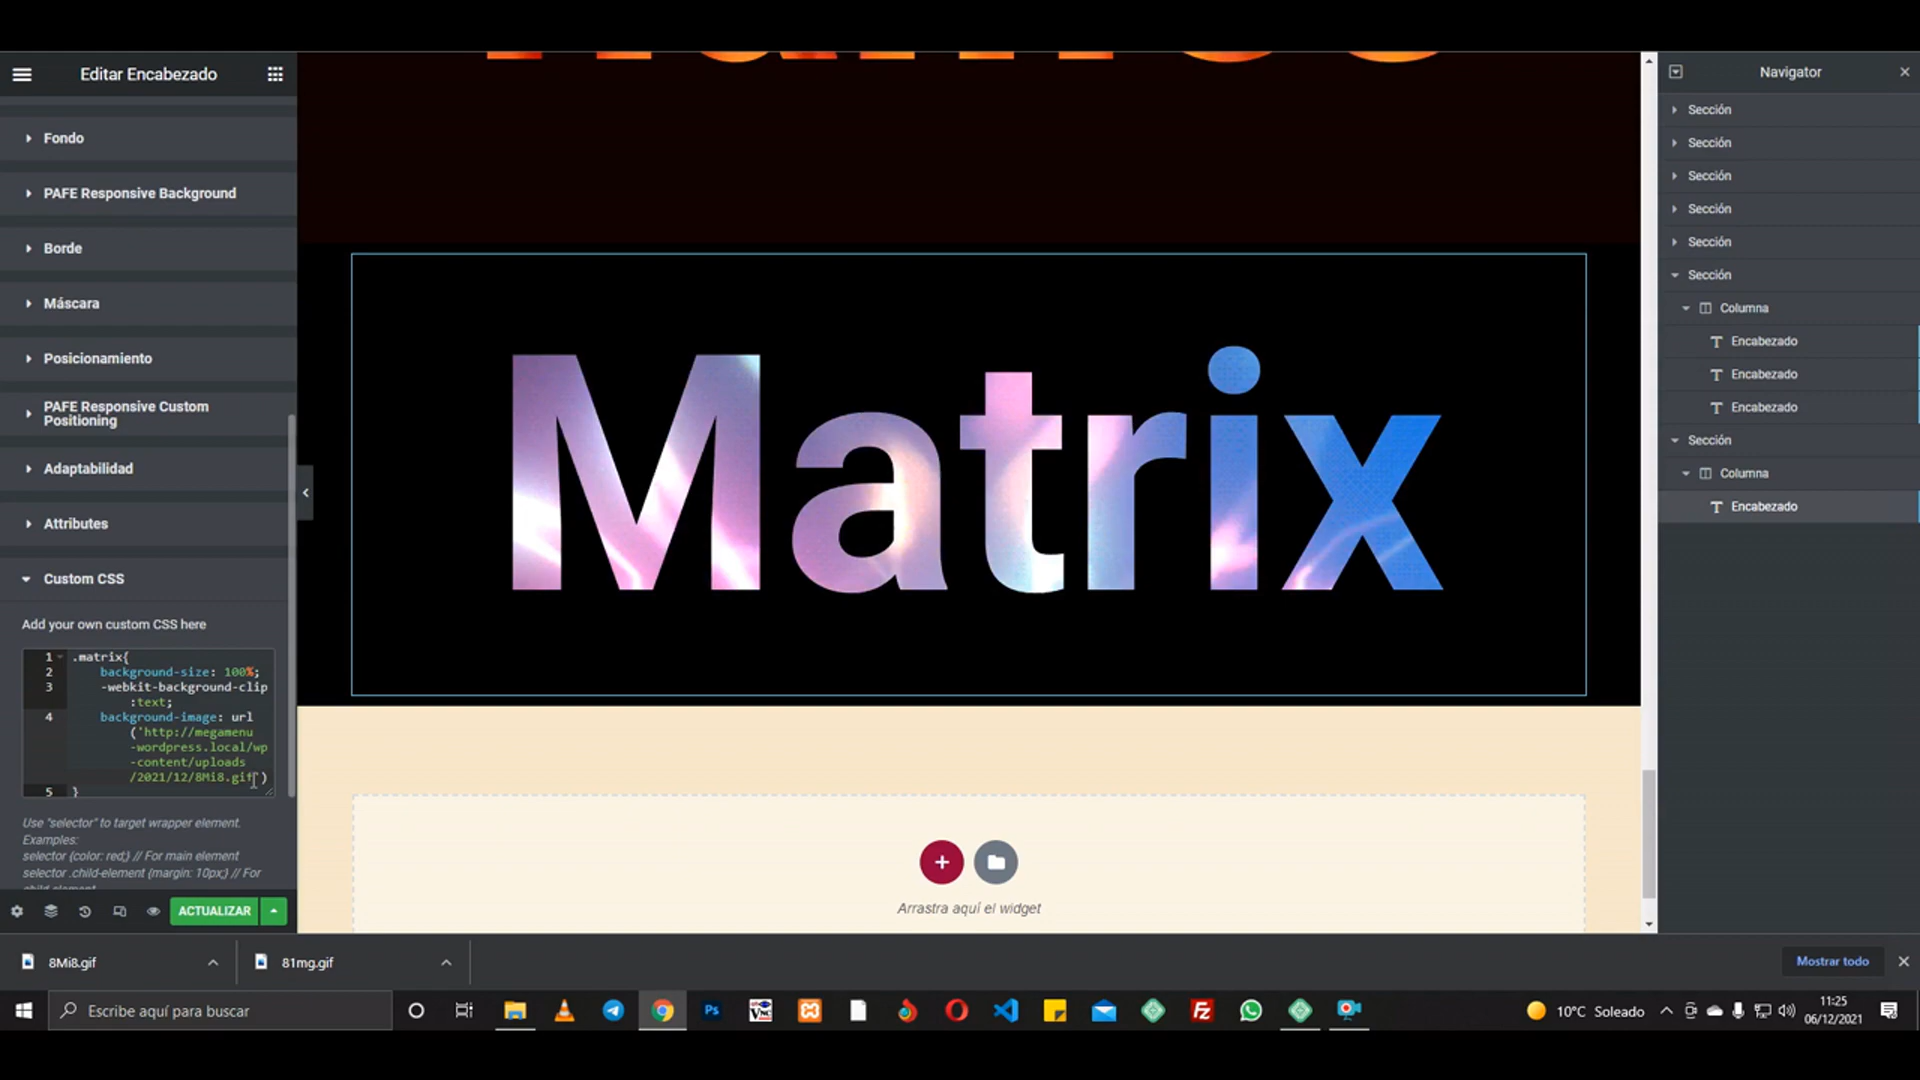 Editar Encabezado
Fondo
PAFE Responsive Background
Borde
Máscara
Posicionamiento
PAFE Responsive Custom
Positioning
Adaptabilidad
Attributes
Custom CSS
Add your own custom CSS here
1 .matrix{
2 background-size: 100%;
3 -webkit-background-clip
:text;
4 background-image: url
('http://megamenu
-wordpress.local/wp
-content/uploads
/2021/12/8Mi8.gif')
5 }
Use "selector" to target wrapper element.
Examples:
selector {color: red;} // For main element
selector .child-element {margin: 10px;} // For
child element
ACTUALIZAR
Matrix
Arrastra aquí el widget
Navigator
Sección
Sección
Sección
Sección
Sección
Sección
Columna
Encabezado
Encabezado
Encabezado
Sección
Columna
Encabezado
8Mi8.gif
81mg.gif
Mostrar todo
Escribe aquí para buscar
Ps
VNC
Fz
10°C Soleado
11:25
06/12/2021